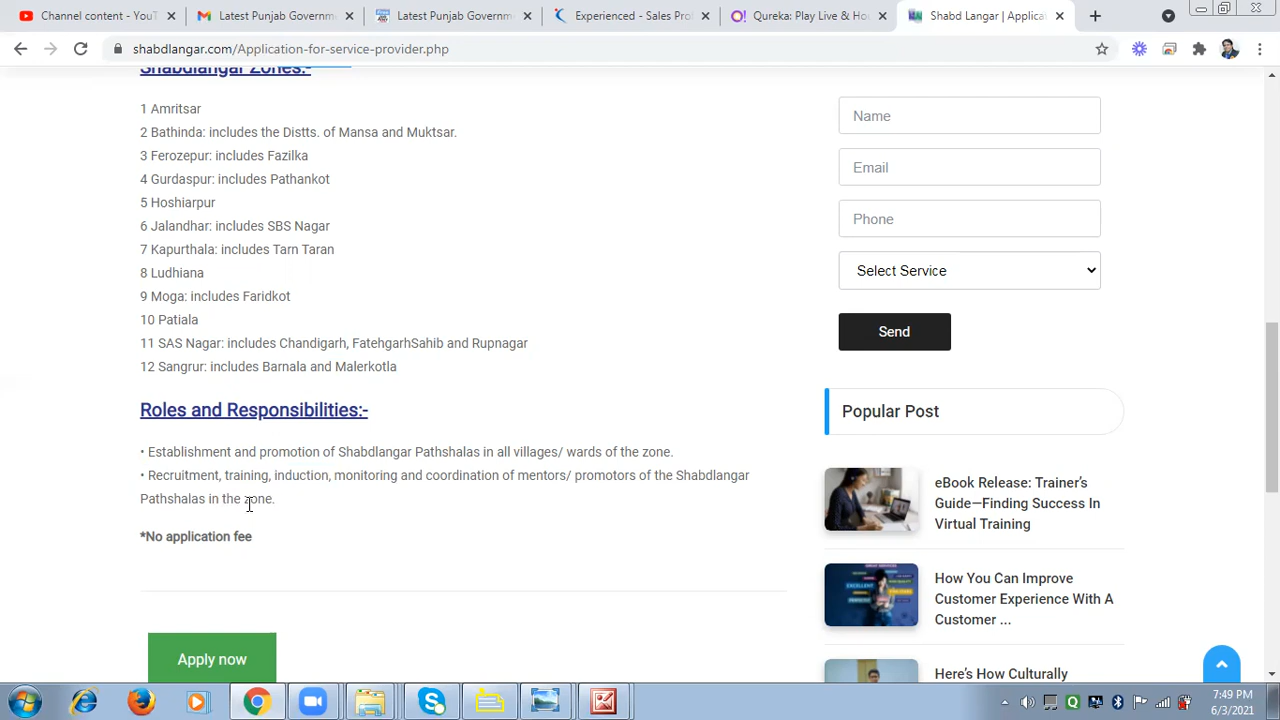 Channel content - YouT
Latest Punjab Governm
Latest Punjab Governm
Experienced - Sales Pro
Qureka: Play Live & Ho
Shabd Langar | Applica
shabdlangar.com/Application-for-service-provider.php
Shabdlangar Zones:-
1 Amritsar
2 Bathinda: includes the Distts. of Mansa and Muktsar.
3 Ferozepur: includes Fazilka
4 Gurdaspur: includes Pathankot
5 Hoshiarpur
6 Jalandhar: includes SBS Nagar
7 Kapurthala: includes Tarn Taran
8 Ludhiana
9 Moga: includes Faridkot
10 Patiala
11 SAS Nagar: includes Chandigarh, FatehgarhSahib and Rupnagar
12 Sangrur: includes Barnala and Malerkotla
Roles and Responsibilities:-
• Establishment and promotion of Shabdlangar Pathshalas in all villages/ wards of the zone.
• Recruitment, training, induction, monitoring and coordination of mentors/ promotors of the Shabdlangar
Pathshalas in the zone.
*No application fee
Apply now
Name
Email
Phone
Select Service
Send
Popular Post
eBook Release: Trainer's
Guide—Finding Success In
Virtual Training
How You Can Improve
Customer Experience With A
Customer ...
Here's How Culturally
7:49 PM
6/3/2021